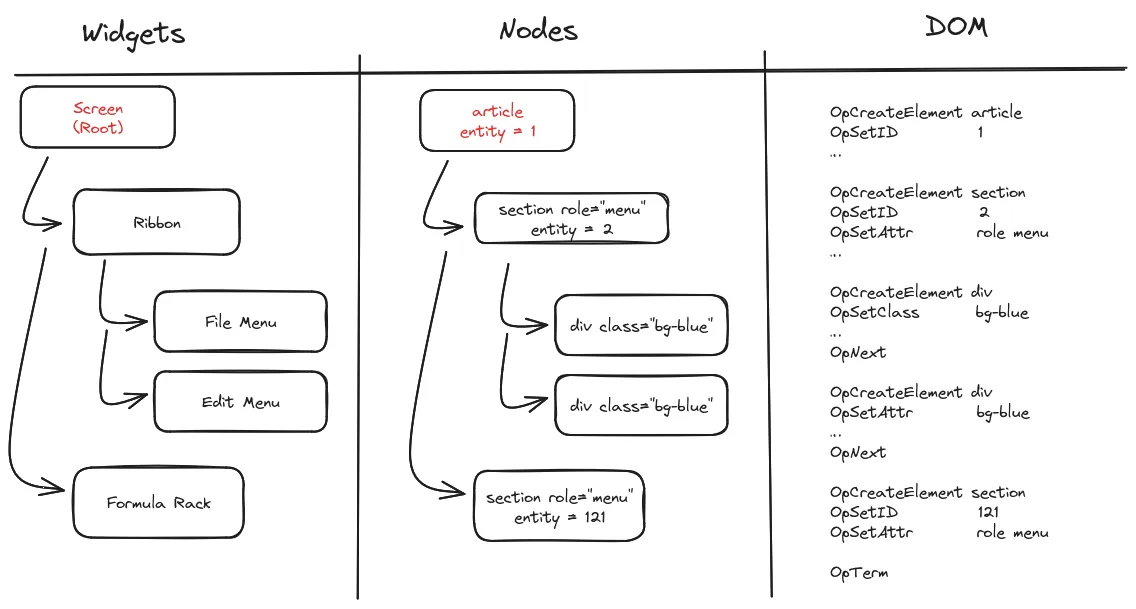 Widgets
Screen
(Root)
Ribbon
File Menu
Edit Menu
Formula Rack
Nodes
article
entity = 1
section role="menu"
entity = 2
div class="bg-blue"
div class="bg-blue"
section role="menu"
entity = 121
DOM
OpCreateElement article
OpSetID 1
...
OpCreateElement section
OpSetID 2
OpSetAttr role menu
...
OpCreateElement div
OpSetClass bg-blue
...
OpNext
OpCreateElement div
OpSetAttr bg-blue
...
OpNext
OpCreateElement section
OpSetID 121
OpSetAttr role menu
OpTerm